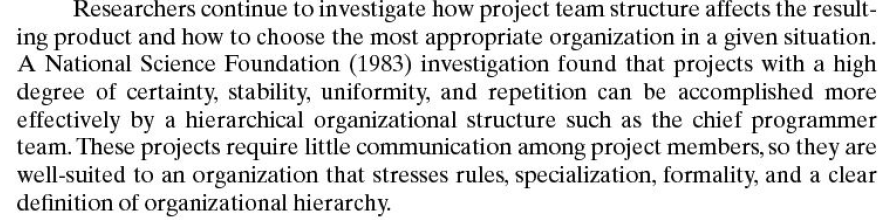 Researchers continue to investigate how project team structure affects the result-
ing product and how to choose the most appropriate organization in a given situation.
A National Science Foundation (1983) investigation found that projects with a high
degree of certainty, stability, uniformity, and repetition can be accomplished more
effectively by a hierarchical organizational structure such as the chief programmer
team. These projects require little communication among project members, so they are
well-suited to an organization that stresses rules, specialization, formality, and a clear
definition of organizational hierarchy.